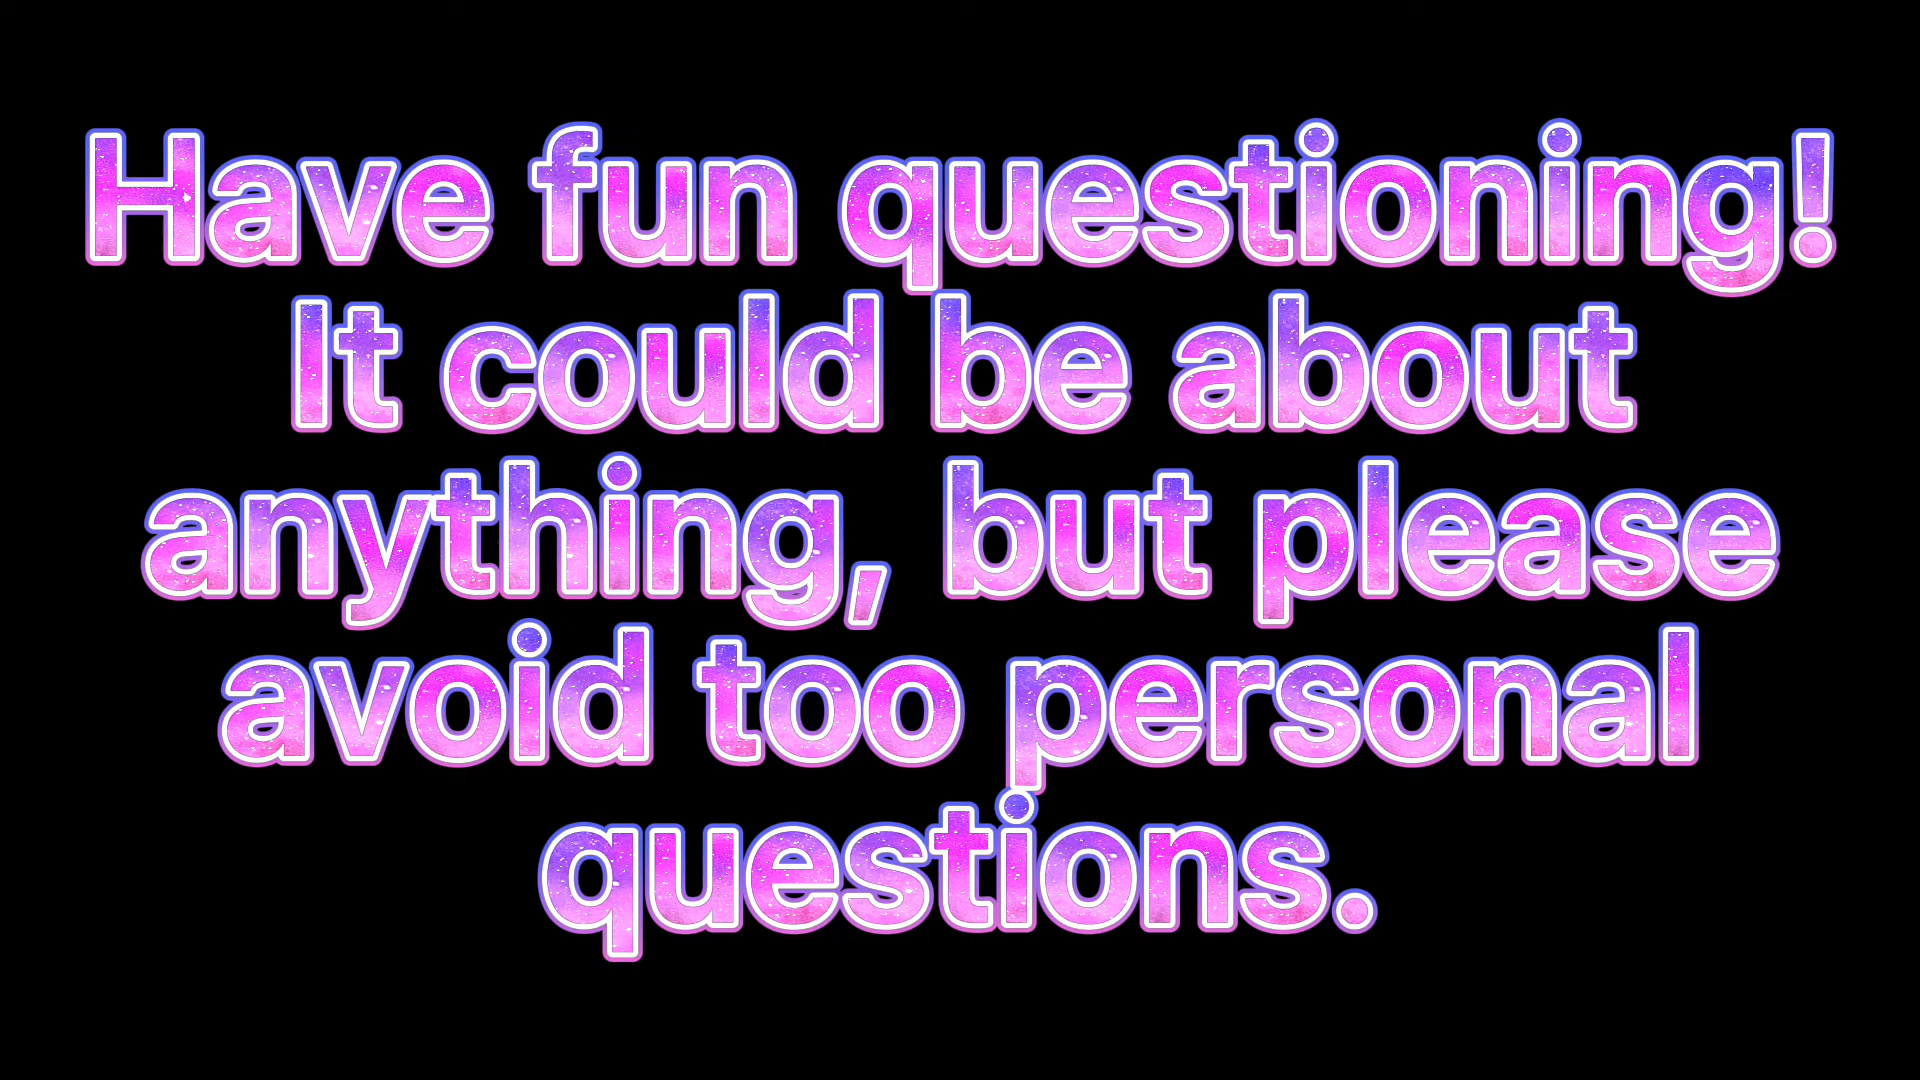 Have fun questioning!
It could be about
anything, but please
avoid too personal
questions.